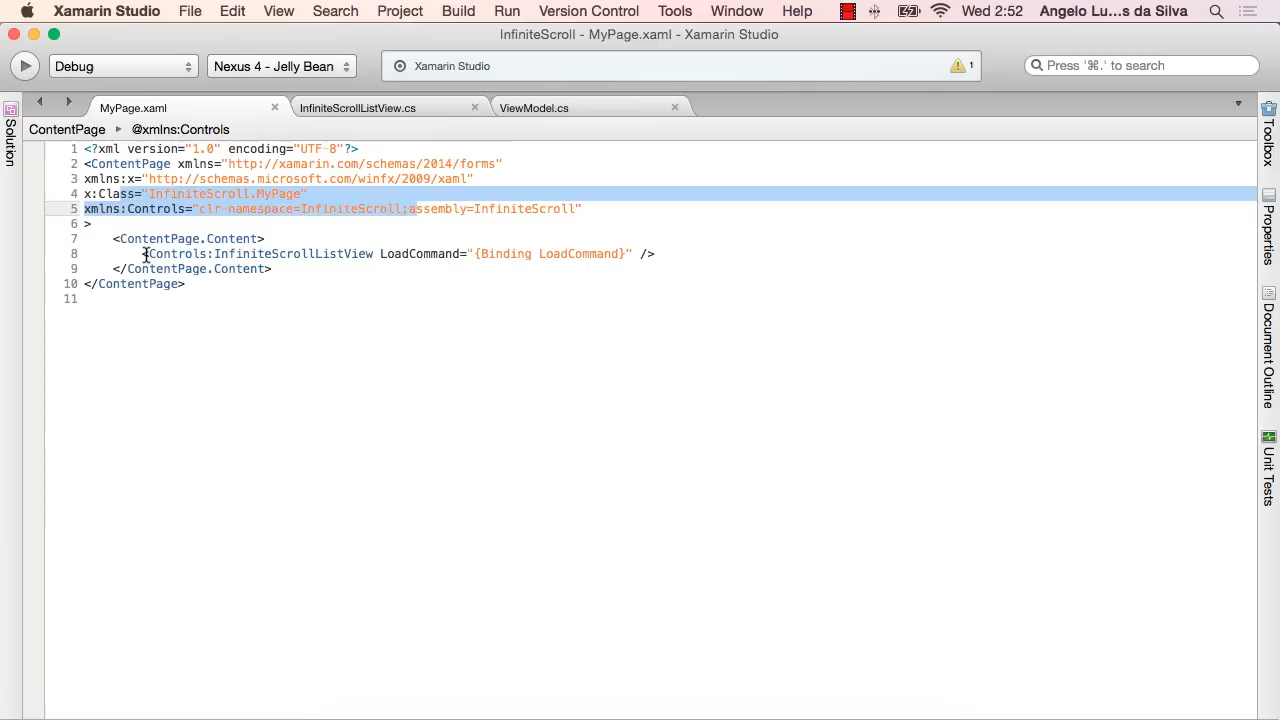 Xamarin Studio File Edit View Search Project Build Run Version Control Tools Window Help Wed 2:52 Angelo Lu...s da Silva
InfiniteScroll - MyPage.xaml - Xamarin Studio
Debug Nexus 4 - Jelly Bean Xamarin Studio 1 Press '⌘.' to search
MyPage.xaml InfiniteScrollListView.cs ViewModel.cs
ContentPage @xmlns:Controls
1 <?xml version="1.0" encoding="UTF-8"?>
2 <ContentPage xmlns="http://xamarin.com/schemas/2014/forms"
3 xmlns:x="http://schemas.microsoft.com/winfx/2009/xaml"
4 x:Class="InfiniteScroll.MyPage"
5 xmlns:Controls="clr-namespace=InfiniteScroll;assembly=InfiniteScroll"
6 >
7 <ContentPage.Content>
8 <Controls:InfiniteScrollListView LoadCommand="{Binding LoadCommand}" />
9 </ContentPage.Content>
10 </ContentPage>
11
Solution
Toolbox
Properties
Document Outline
Unit Tests